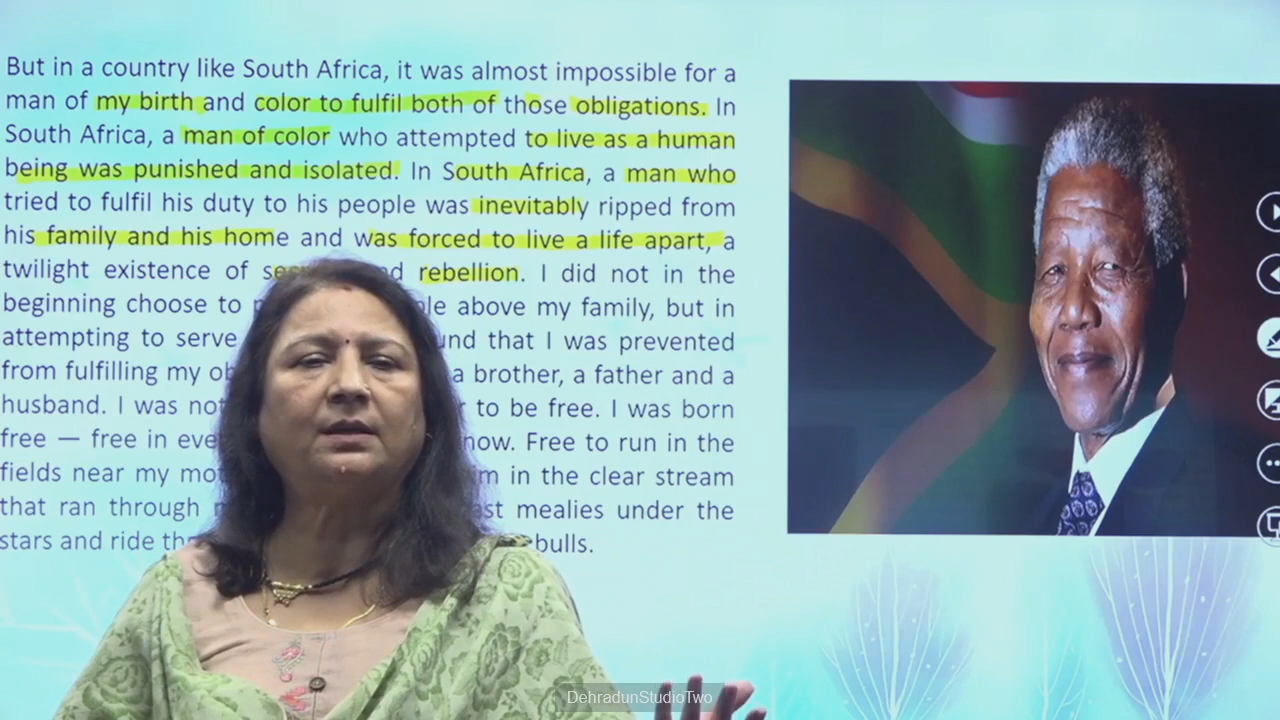 But in a country like South Africa, it was almost impossible for a
man of my birth and color to fulfil both of those obligations. In
South Africa, a man of color who attempted to live as a human
being was punished and isolated. In South Africa, a man who
tried to fulfil his duty to his people was inevitably ripped from
his family and his home and was forced to live a life apart, a
twilight existence of rebellion. I did not in the
beginning choose to above my family, but in
attempting to serve that I was prevented
from fulfilling my a brother, a father and a
husband. I was to be free. I was born
free — free in now. Free to run in the
fields near my in the clear stream
that ran through mealies under the
stars and ride
DehradunStudioTwo